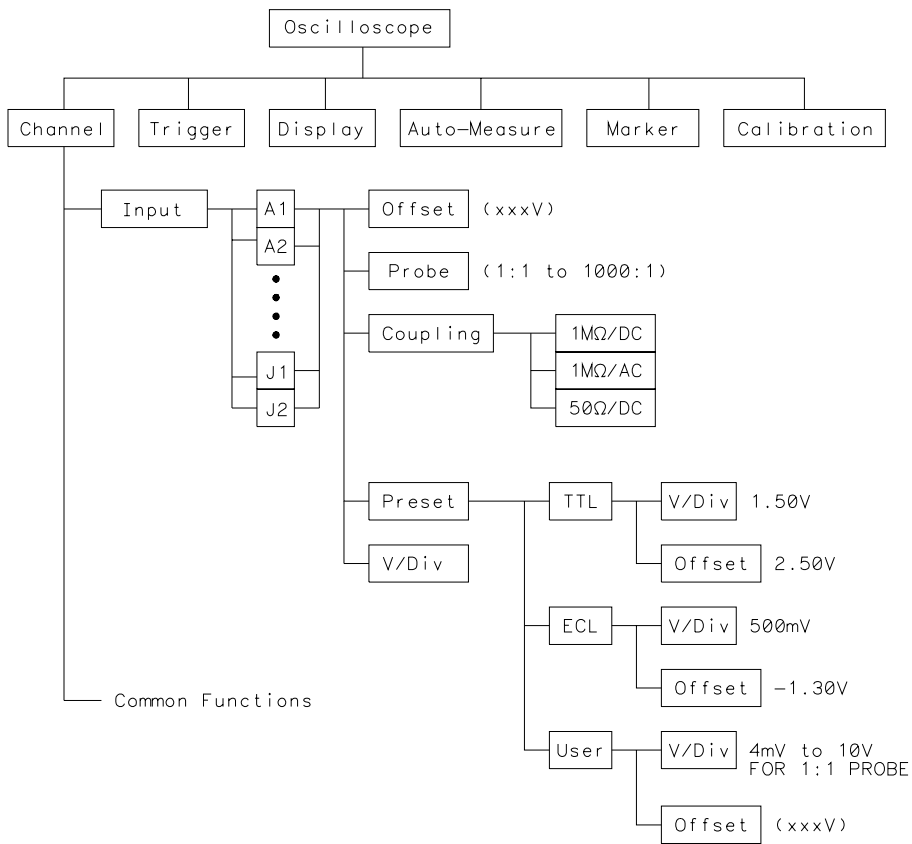 Oscilloscope
Channel
Trigger
Display
Auto-Measure
Marker
Calibration
Input
A1
Offset
(xxxV)
A2
Probe
(1:1 to 1000:1)
Coupling
1MΩ/DC
J1
1MΩ/AC
J2
50Ω/DC
Preset
TTL
V/Div
1.50V
V/Div
Offset
2.50V
ECL
V/Div
500mV
Offset
-1.30V
Common Functions
User
V/Div
4mV to 10V
FOR 1:1 PROBE
Offset
(xxxV)